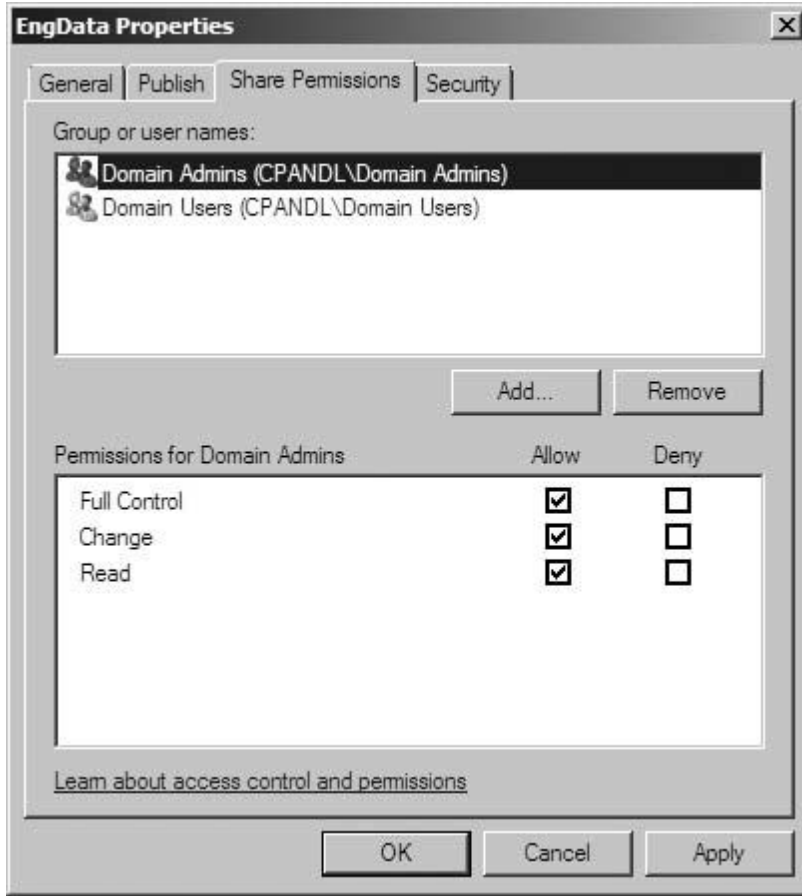 EngData Properties
General Publish Share Permissions Security
Group or user names:
Domain Admins (CPANDL\Domain Admins)
Domain Users (CPANDL\Domain Users)
Add... Remove
Permissions for Domain Admins Allow Deny
Full Control
Change
Read
Learn about access control and permissions
OK Cancel Apply